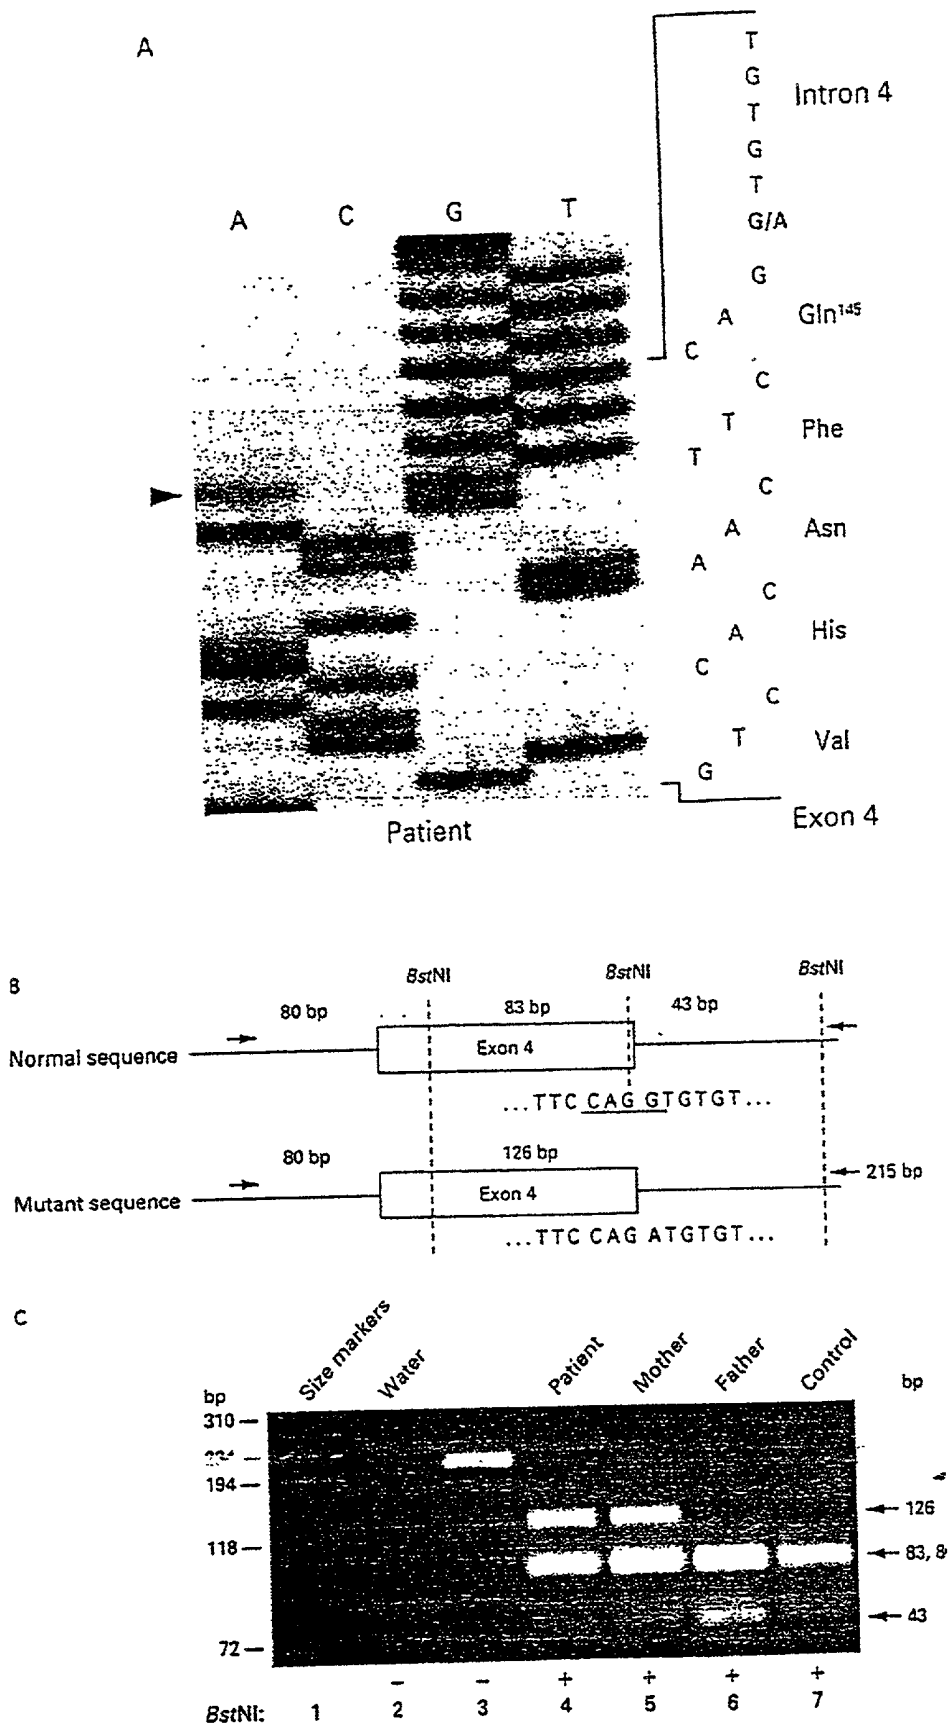 A
T
G
T
G
T
G/A
Intron 4
A C G T
G
A
C
Gln¹⁴⁵
C
T
T
Phe
C
A
A
Asn
C
A
C
His
C
T
G
Val
Exon 4
Patient
B
BstNI BstNI BstNI
80 bp 83 bp 43 bp
Normal sequence Exon 4
...TTC CAG GTGTGT...
80 bp 126 bp
215 bp
Mutant sequence Exon 4
...TTC CAG ATGTGT...
C
Size markers Water Patient Mother Father Control
bp bp
310
194
126
118
83,
43
72
− − + + + +
BstNI: 1 2 3 4 5 6 7